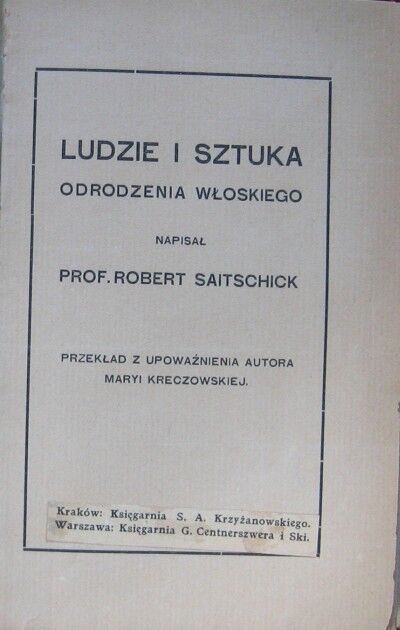 LUDZIE I SZTUKA
ODRODZENIA WŁOSKIEGO
NAPISAŁ
PROF. ROBERT SAITSCHICK
PRZEKŁAD Z UPOWAŹNIENIA AUTORA
MARYI KRECZOWSKIEJ.
Kraków: Księgarnia S. A. Krzyżanowskiego.
Warszawa: Księgarnia G. Centnerszwera i Ski.